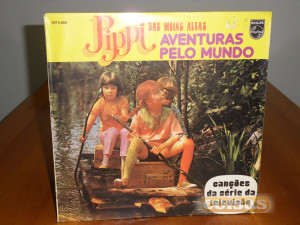 Pippi DAS MEIAS ALTAS
AVENTURAS
PELO MUNDO
PHILIPS
canções
da série da
televisão